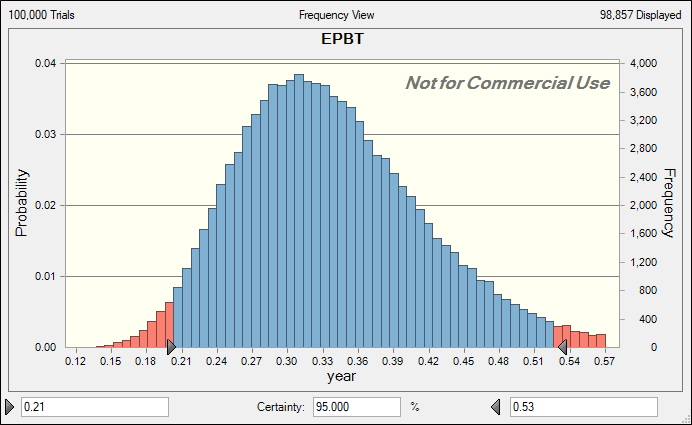 100,000 Trials Frequency View 98,857 Displayed
EPBT
Not for Commercial Use
0.04 4,000
3,600
0.03 3,200
2,800
2,400
0.02 2,000
1,600
1,200
0.01 800
400
0.00 0
Probability
Frequency
0.12 0.15 0.18 0.21 0.24 0.27 0.30 0.33 0.36 0.39 0.42 0.45 0.48 0.51 0.54 0.57
year
0.21 Certainty: 95.000 % 0.53